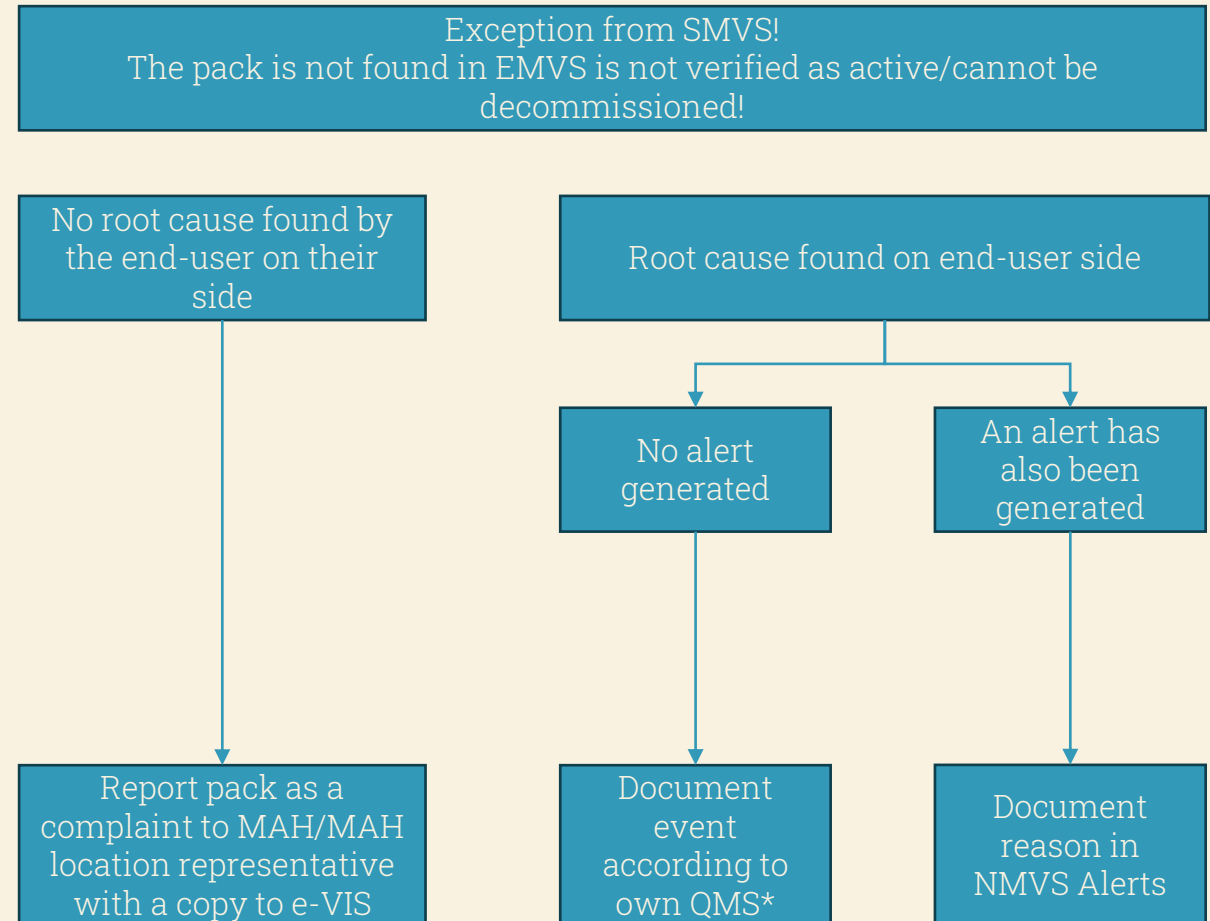 Exception from SMVS!
The pack is not found in EMVS is not verified as active/cannot be
decommissioned!
No root cause found by
the end-user on their
side
Root cause found on end-user side
No alert
generated
An alert has
also been
generated
Report pack as a
complaint to MAH/MAH
location representative
with a copy to e-VIS
Document
event
according to
own QMS*
Document
reason in
NMVS Alerts